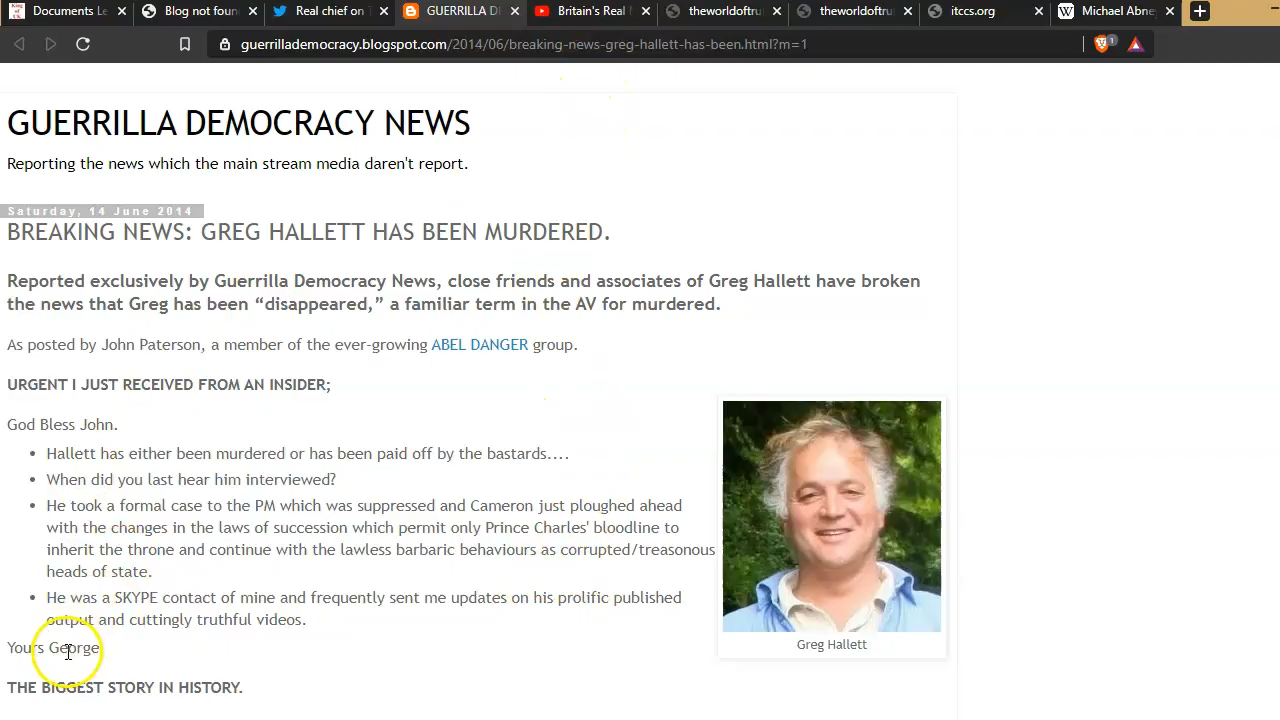 Documents Le
Blog not foun
Real chief on T
GUERRILLA D
Britain's Real
theworldoftru
theworldoftru
itccs.org
Michael Abne
guerrillademocracy.blogspot.com/2014/06/breaking-news-greg-hallett-has-been.html?m=1
1
GUERRILLA DEMOCRACY NEWS
Reporting the news which the main stream media daren't report.
Saturday, 14 June 2014
BREAKING NEWS: GREG HALLETT HAS BEEN MURDERED.
Reported exclusively by Guerrilla Democracy News, close friends and associates of Greg Hallett have broken
the news that Greg has been “disappeared,” a familiar term in the AV for murdered.
As posted by John Paterson, a member of the ever-growing ABEL DANGER group.
URGENT I JUST RECEIVED FROM AN INSIDER;
God Bless John.
• Hallett has either been murdered or has been paid off by the bastards....
• When did you last hear him interviewed?
• He took a formal case to the PM which was suppressed and Cameron just ploughed ahead
with the changes in the laws of succession which permit only Prince Charles' bloodline to
inherit the throne and continue with the lawless barbaric behaviours as corrupted/treasonous
heads of state.
• He was a SKYPE contact of mine and frequently sent me updates on his prolific published
output and cuttingly truthful videos.
Greg Hallett
Yours George
THE BIGGEST STORY IN HISTORY.